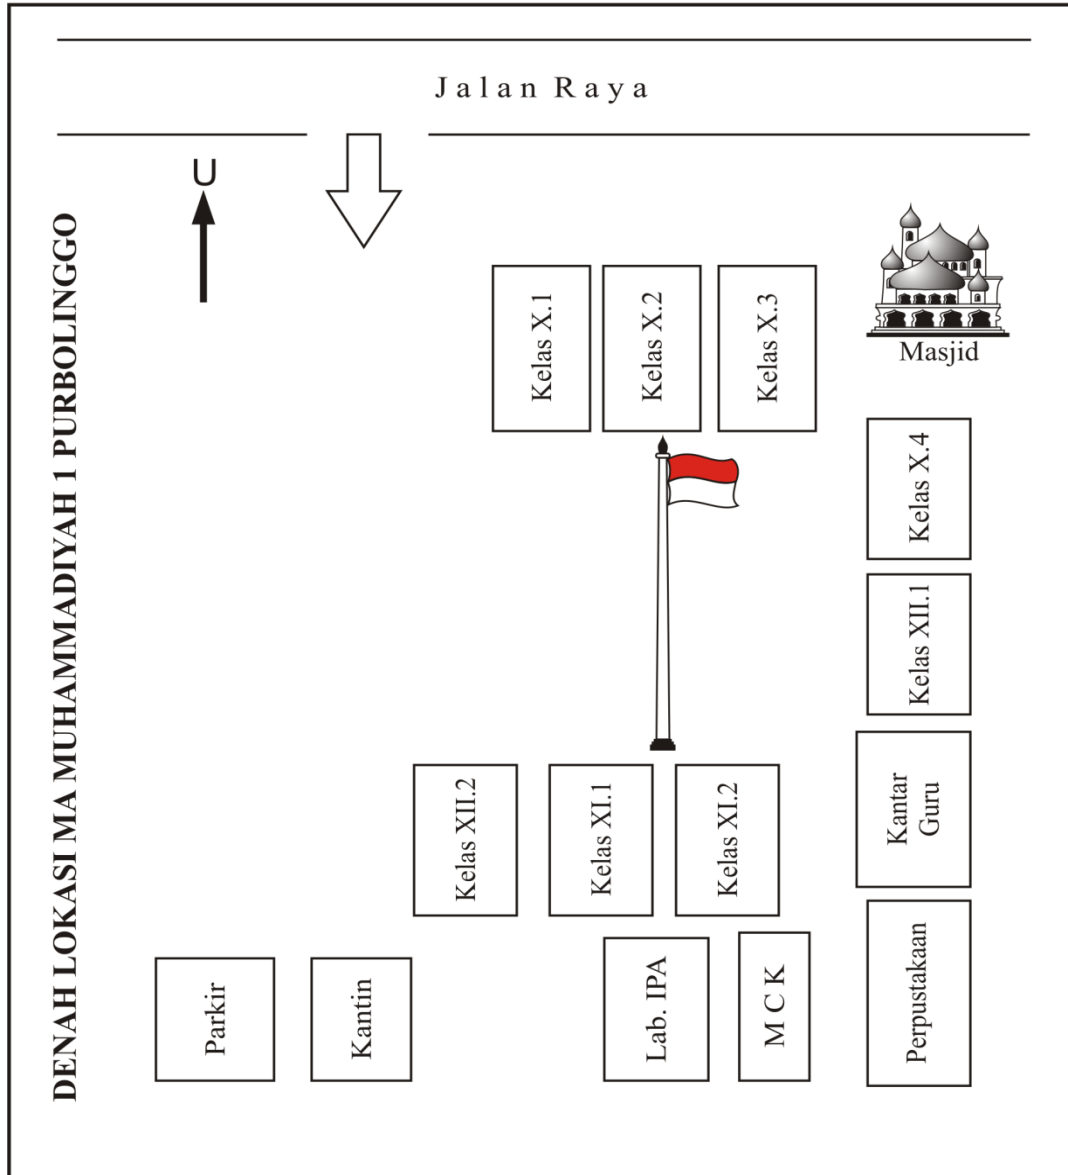 Jalan Raya
U
DENAH LOKASI MA MUHAMMADIYAH 1 PURBOLINGGO
Kelas X.1
Kelas X.2
Kelas X.3
Masjid
Kelas X.4
Kelas XII.1
Kantar
Guru
Kelas XII.2
Kelas XI.1
Kelas XI.2
Parkir
Kantin
Lab. IPA
M C K
Perpustakaan